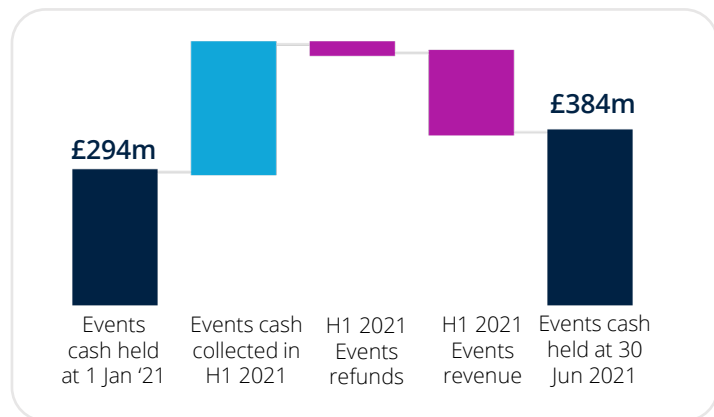 £294m
£384m
Events
cash held
at 1 Jan ‘21
Events cash
collected in
H1 2021
H1 2021
Events
refunds
H1 2021
Events
revenue
Events cash
held at 30
Jun 2021